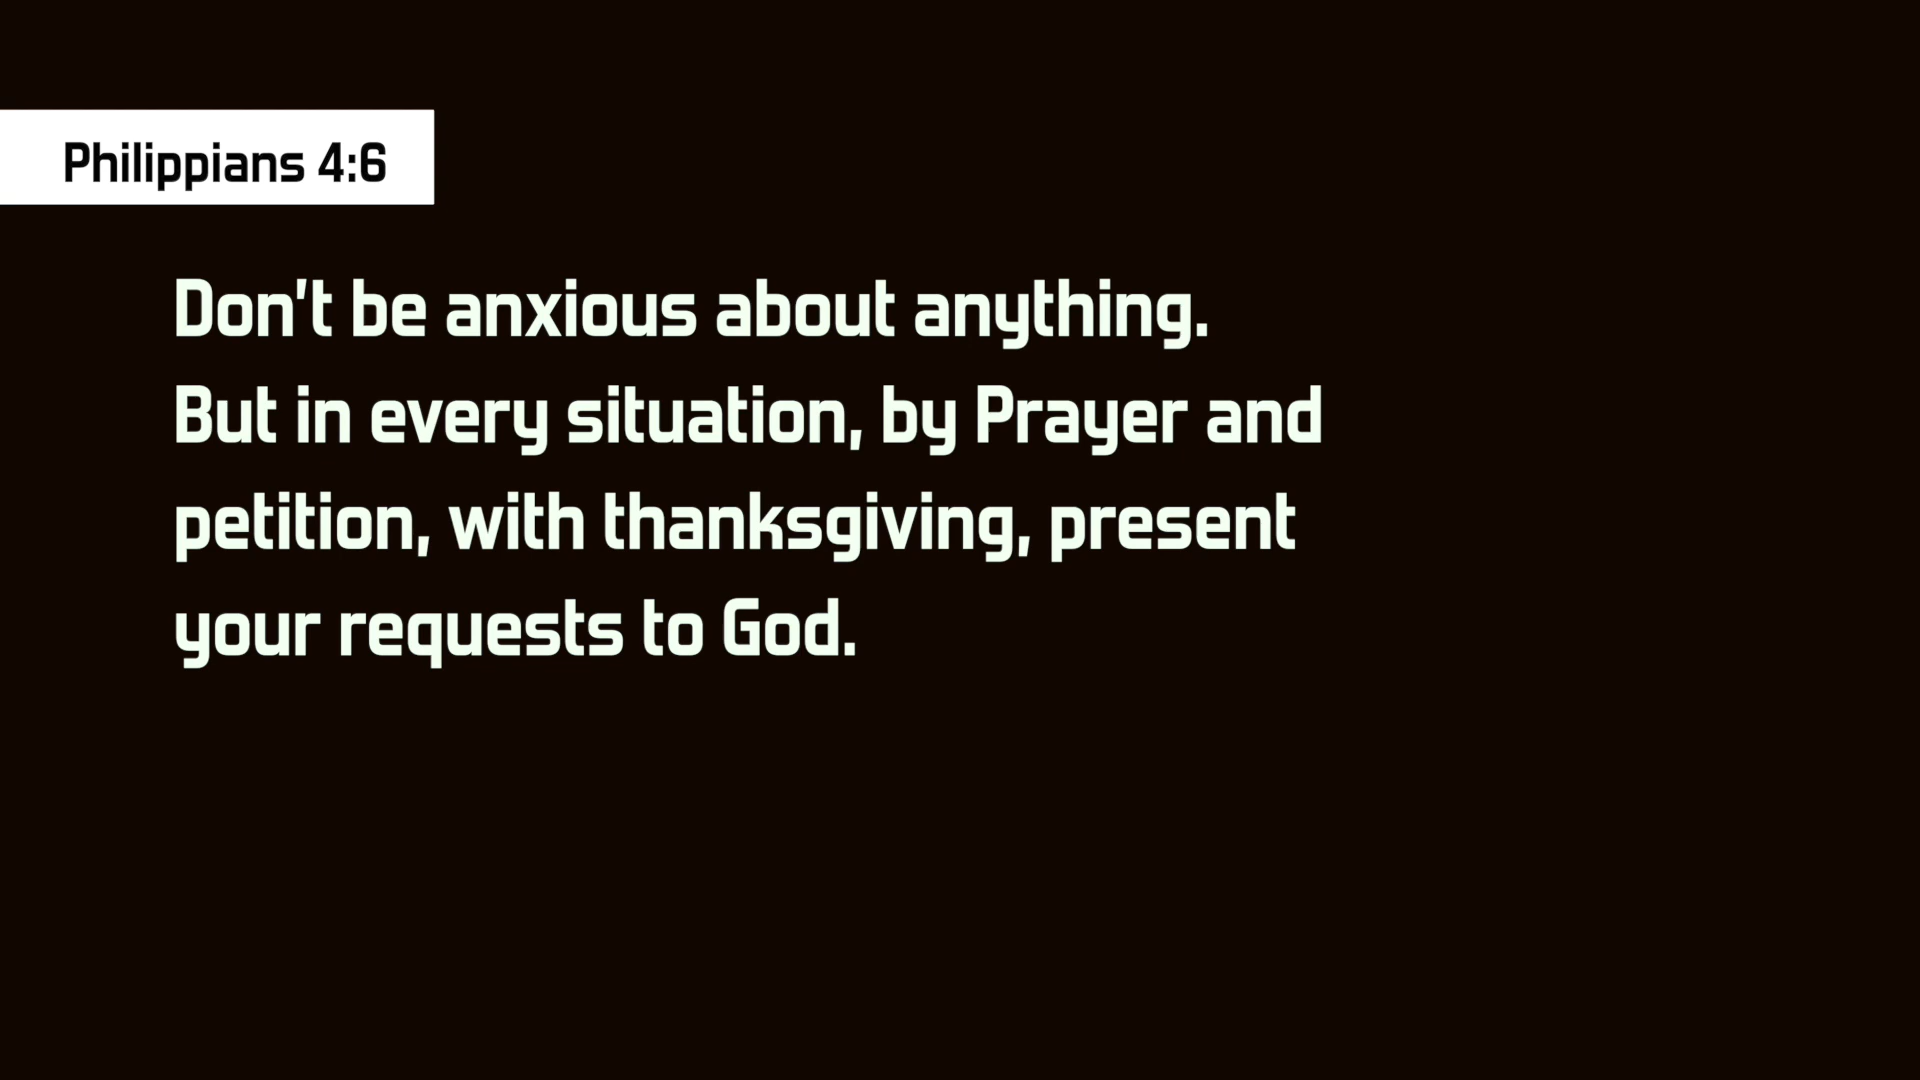 Philippians 4:6
Don't be anxious about anything.
But in every situation, by Prayer and
petition, with thanksgiving, present
your requests to God.